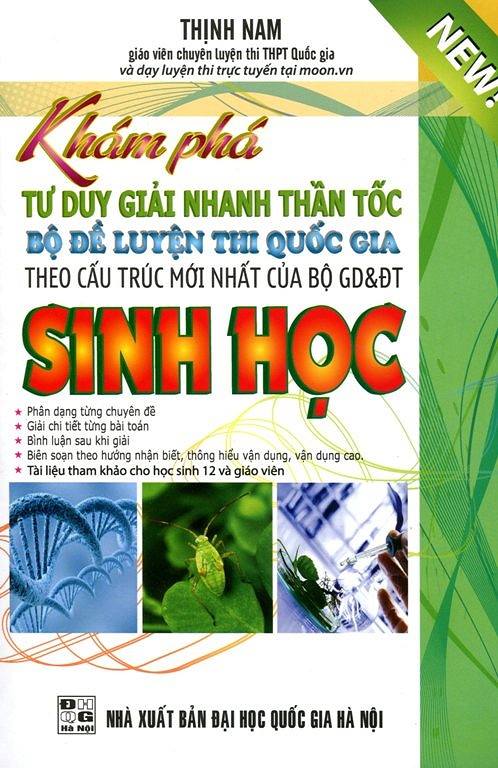 THỊNH NAM
giáo viên chuyên luyện thi THPT Quốc gia
và dạy luyện thi trực tuyến tại moon.vn
NEW!
Khám phá
TƯ DUY GIẢI NHANH THẦN TỐC
BỘ ĐỀ LUYỆN THI QUỐC GIA
THEO CẤU TRÚC MỚI NHẤT CỦA BỘ GD&ĐT
SINH HỌC
★ Phân dạng từng chuyên đề
★ Giải chi tiết từng bài toán
★ Bình luận sau khi giải
★ Biên soạn theo hướng nhận biết, thông hiểu vận dụng, vận dụng cao.
★ Tài liệu tham khảo cho học sinh 12 và giáo viên
ĐH
QG
Hà Nội
NHÀ XUẤT BẢN ĐẠI HỌC QUỐC GIA HÀ NỘI